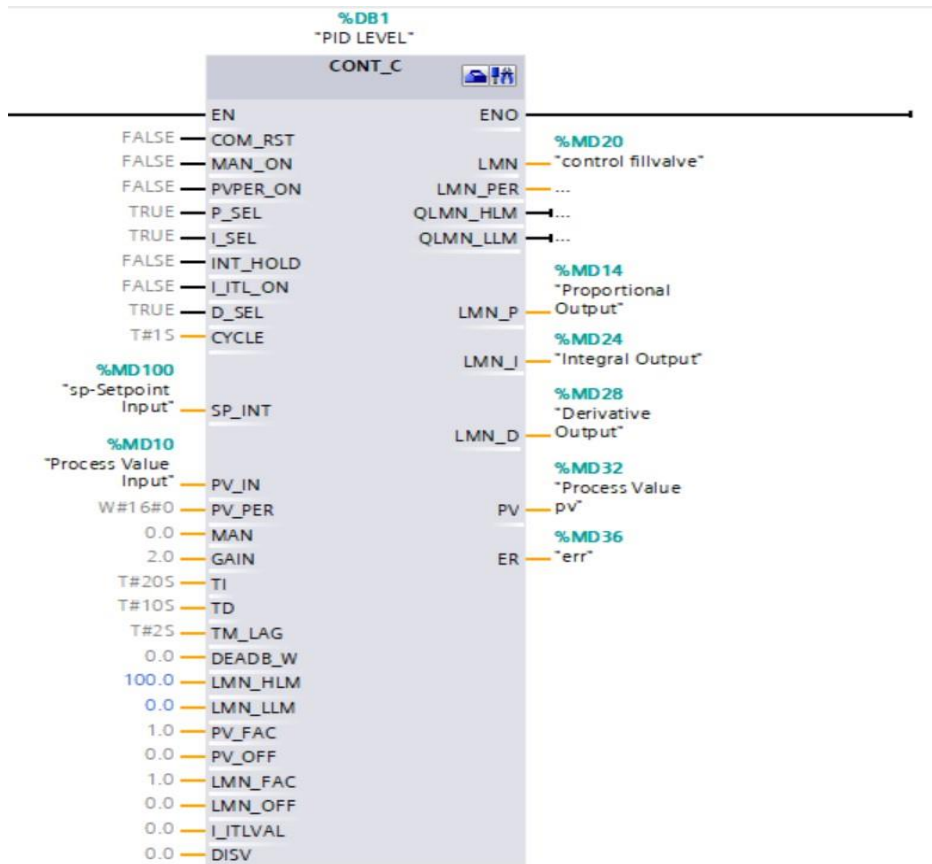 %DB1
"PID LEVEL"
CONT_C
EN
ENO
FALSE
COM_RST
%MD20
FALSE
MAN_ON
LMN
"control fillvalve"
FALSE
PVPER_ON
LMN_PER
...
TRUE
P_SEL
QLMN_HLM
...
TRUE
I_SEL
QLMN_LLM
...
FALSE
INT_HOLD
%MD14
FALSE
I_ITL_ON
"Proportional
TRUE
D_SEL
LMN_P
Output"
T#1S
CYCLE
%MD24
LMN_I
"Integral Output"
%MD100
"sp-Setpoint
Input"
SP_INT
%MD28
"Derivative
LMN_D
Output"
%MD10
"Process Value
Input"
PV_IN
%MD32
"Process Value
W#16#0
PV_PER
PV
pv"
0.0
MAN
%MD36
2.0
GAIN
ER
"err"
T#20S
TI
T#10S
TD
T#2S
TM_LAG
0.0
DEADB_W
100.0
LMN_HLM
0.0
LMN_LLM
1.0
PV_FAC
0.0
PV_OFF
1.0
LMN_FAC
0.0
LMN_OFF
0.0
I_ITLVAL
0.0
DISV